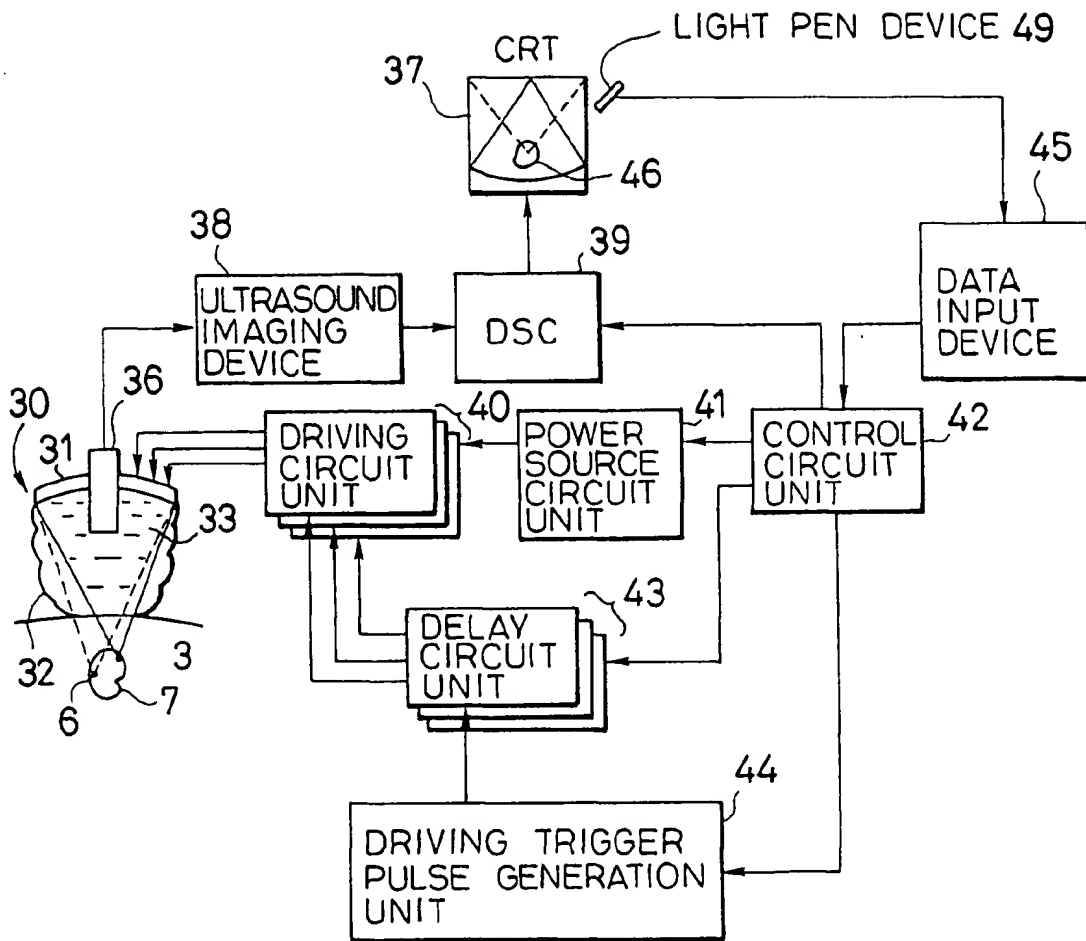 LIGHT PEN DEVICE 49
CRT
37
46
45
DATA
INPUT
DEVICE
38
ULTRASOUND
IMAGING
DEVICE
39
DSC
36
30
31
33
40
DRIVING
CIRCUIT
UNIT
41
POWER
SOURCE
CIRCUIT
UNIT
42
CONTROL
CIRCUIT
UNIT
43
DELAY
CIRCUIT
UNIT
32
3
6
7
44
DRIVING TRIGGER
PULSE GENERATION
UNIT